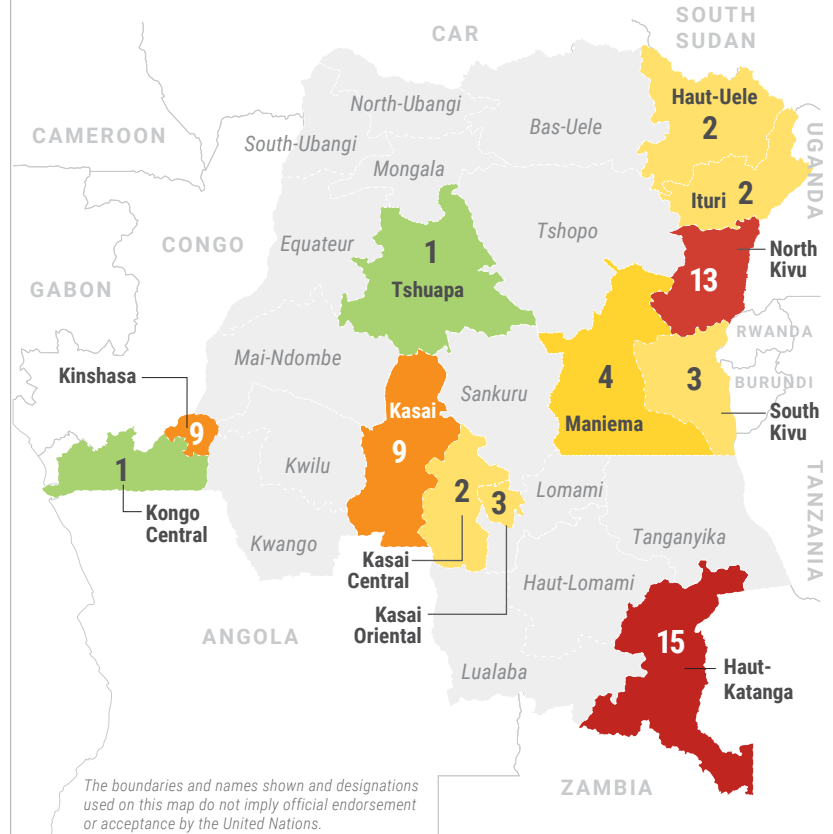 SOUTH
SUDAN
CAR
Haut-Uele
2
North-Ubangi
Bas-Uele
CAMEROON
South-Ubangi
UGANDA
Mongala
Ituri 2
CONGO
Equateur
1
Tshuapa
Tshopo
North
Kivu
13
GABON
RWANDA
Mai-Ndombe
Kinshasa
9
Kasai
9
Sankuru
4
Maniema
3
BURUNDI
South
Kivu
1
Kongo
Central
Kwilu
Kwango
2
3
Kasai
Central
Kasai
Oriental
Lomami
TANZANIA
Tanganyika
Haut-Lomami
ANGOLA
Lualaba
15
Haut-
Katanga
ZAMBIA
The boundaries and names shown and designations
used on this map do not imply official endorsement
or acceptance by the United Nations.